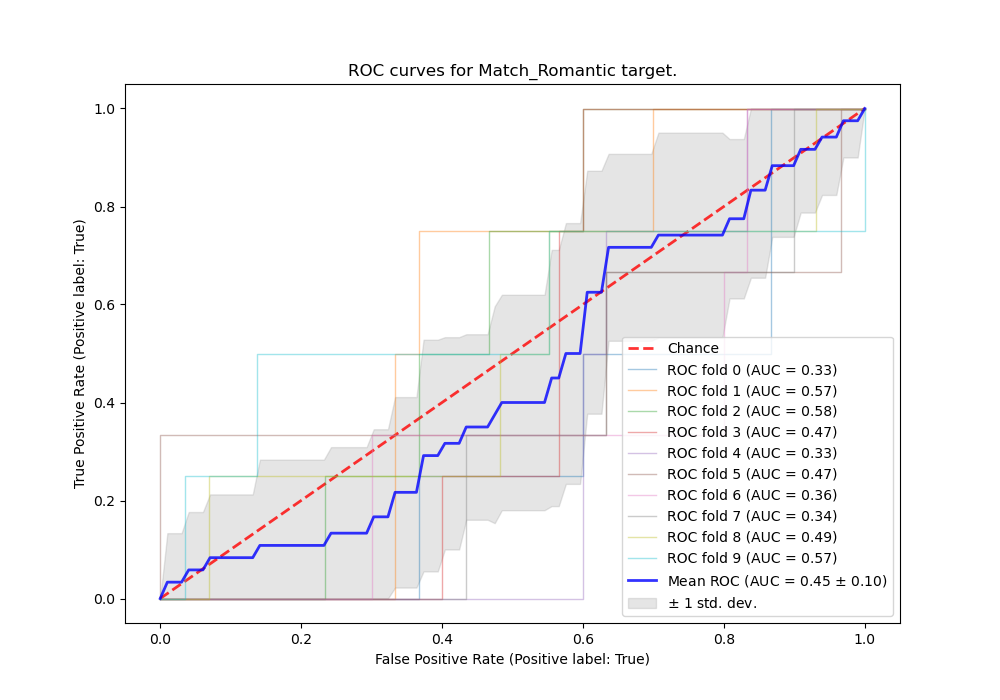 ROC curves for Match_Romantic target.
True Positive Rate (Positive label: True)
1.0
0.8
0.6
0.4
0.2
0.0
0.0 0.2 0.4 0.6 0.8 1.0
False Positive Rate (Positive label: True)
Chance
ROC fold 0 (AUC = 0.33)
ROC fold 1 (AUC = 0.57)
ROC fold 2 (AUC = 0.58)
ROC fold 3 (AUC = 0.47)
ROC fold 4 (AUC = 0.33)
ROC fold 5 (AUC = 0.47)
ROC fold 6 (AUC = 0.36)
ROC fold 7 (AUC = 0.34)
ROC fold 8 (AUC = 0.49)
ROC fold 9 (AUC = 0.57)
Mean ROC (AUC = 0.45 ± 0.10)
± 1 std. dev.